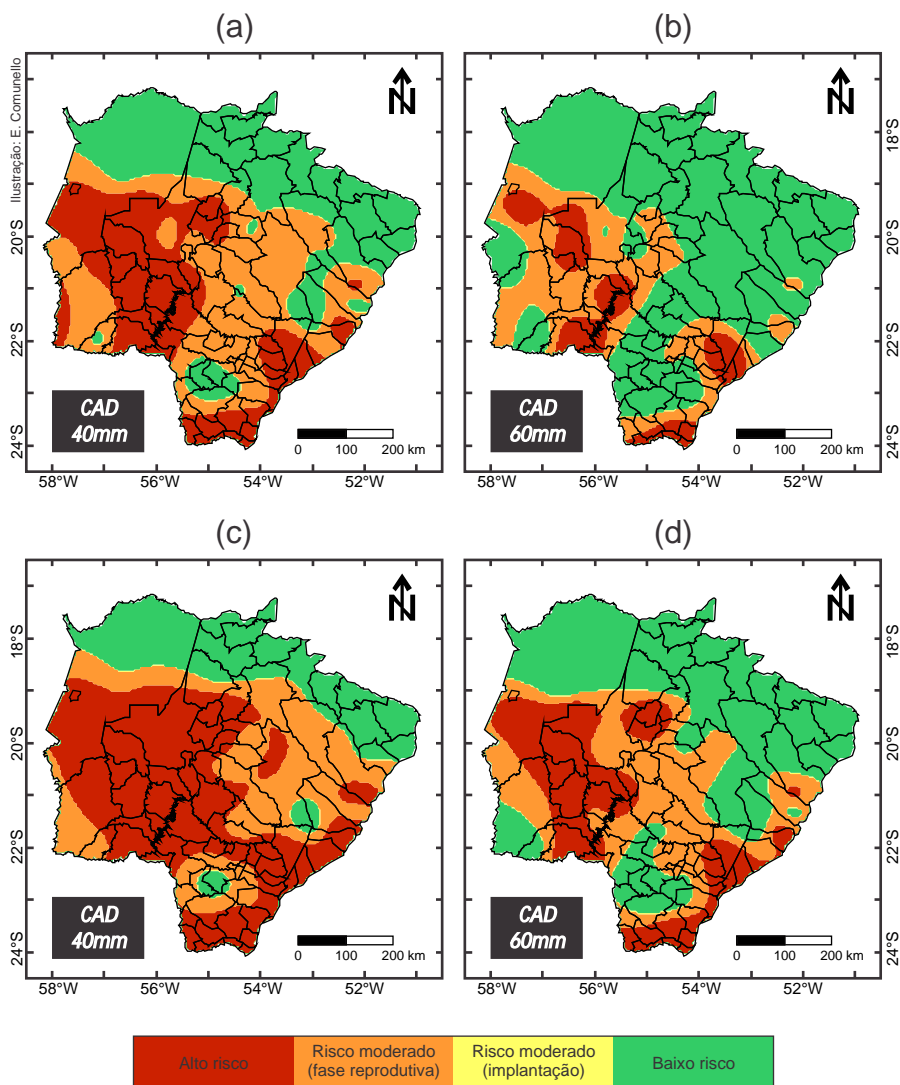 (a)
(b)
Ilustração: E. Comunello
N
N
18°S
20°S
22°S
24°S
18°S
20°S
22°S
24°S
CAD
40mm
0 100 200 km
CAD
60mm
0 100 200 km
58°W 56°W 54°W 52°W
58°W 56°W 54°W 52°W
(c)
(d)
N
N
18°S
20°S
22°S
24°S
18°S
20°S
22°S
24°S
CAD
40mm
0 100 200 km
CAD
60mm
0 100 200 km
58°W 56°W 54°W 52°W
58°W 56°W 54°W 52°W
Alto risco
Risco moderado
(fase reprodutiva)
Risco moderado
(implantação)
Baixo risco